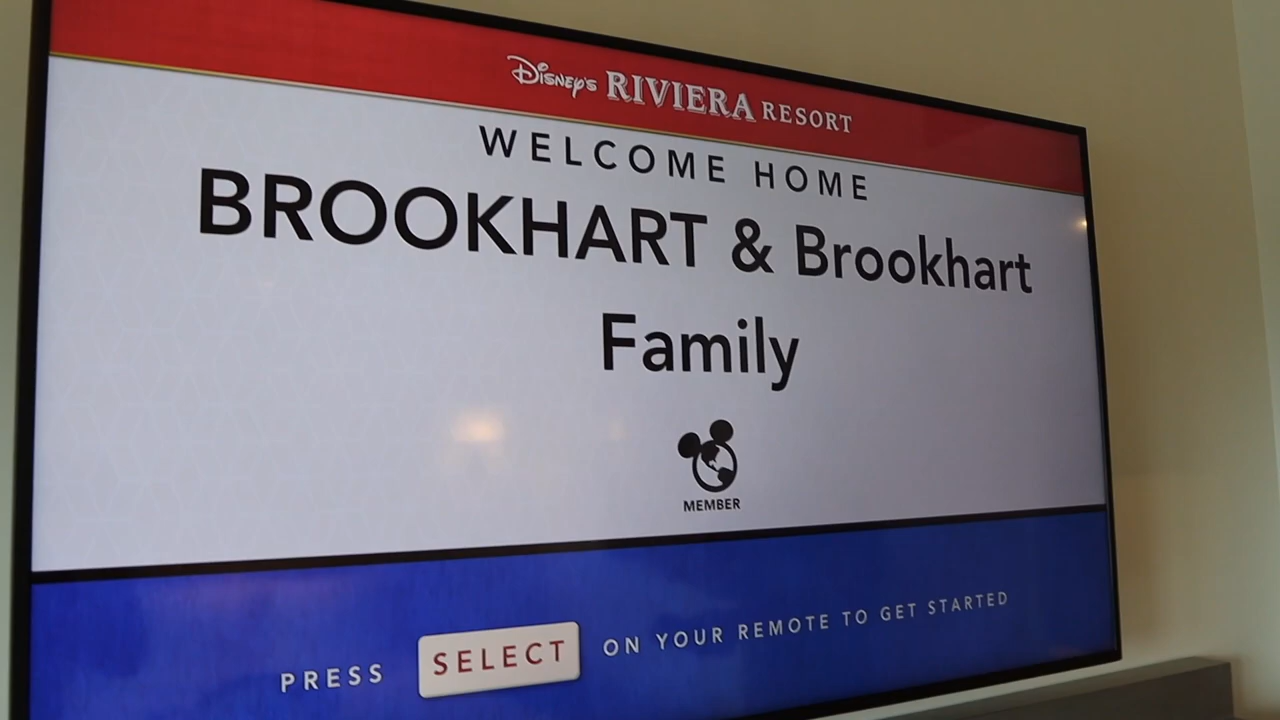 Disney's RIVIERA RESORT
WELCOME HOME
BROOKHART & Brookhart
Family
MEMBER
PRESS SELECT ON YOUR REMOTE TO GET STARTED